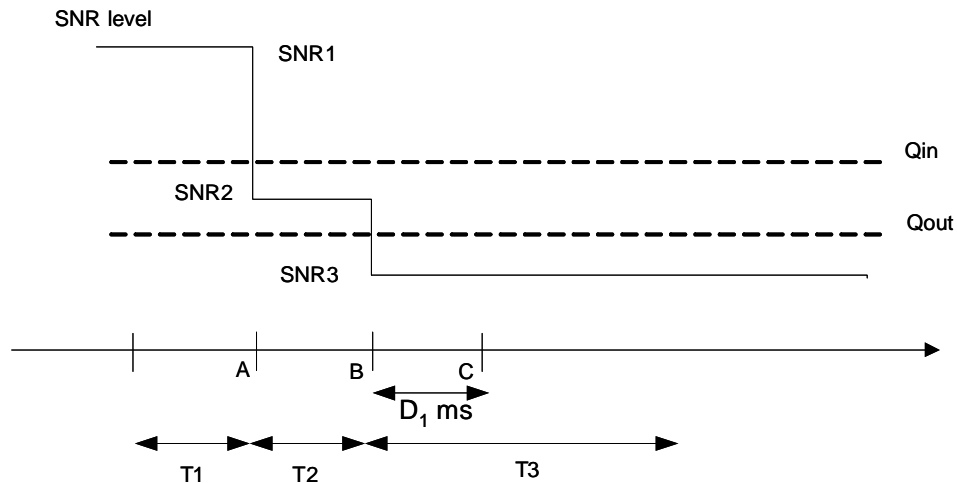 SNR level
SNR1
Qin
SNR2
Qout
SNR3
A
B
C
D₁ ms
T1
T2
T3